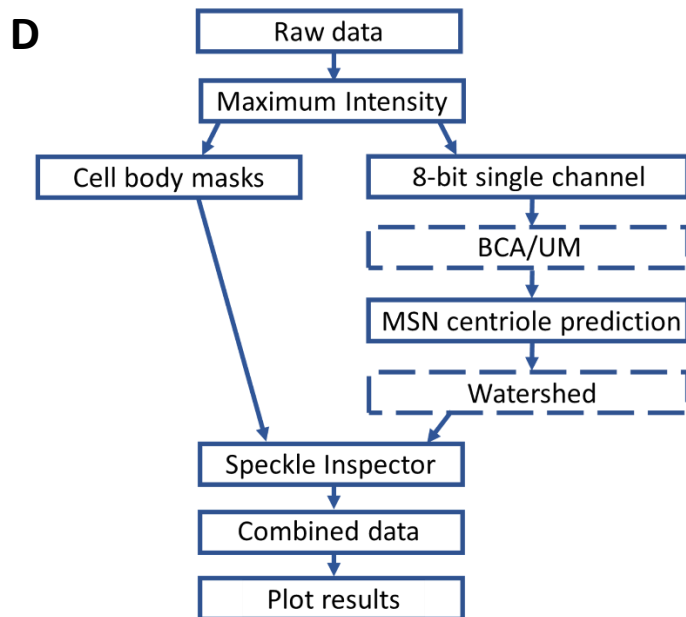 D
Raw data
Maximum Intensity
Cell body masks
8-bit single channel
BCA/UM
MSN centriole prediction
Watershed
Speckle Inspector
Combined data
Plot results